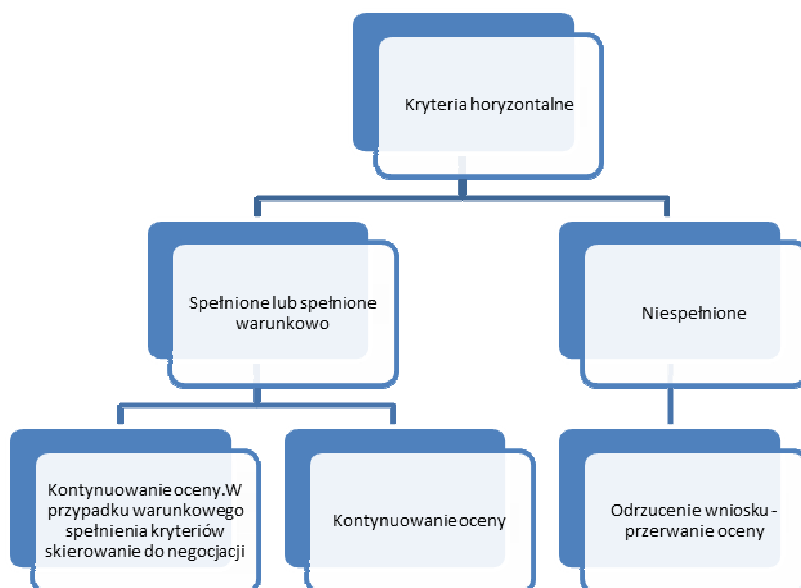 Kryteria horyzontalne
Spełnione lub spełnione
warunkowo
Niespełnione
Kontynuowanie oceny.W
przypadku warunkowego
spełnienia kryteriów
skierowanie do negocjacji
Kontynuowanie oceny
Odrzucenie wniosku -
przerwanie oceny